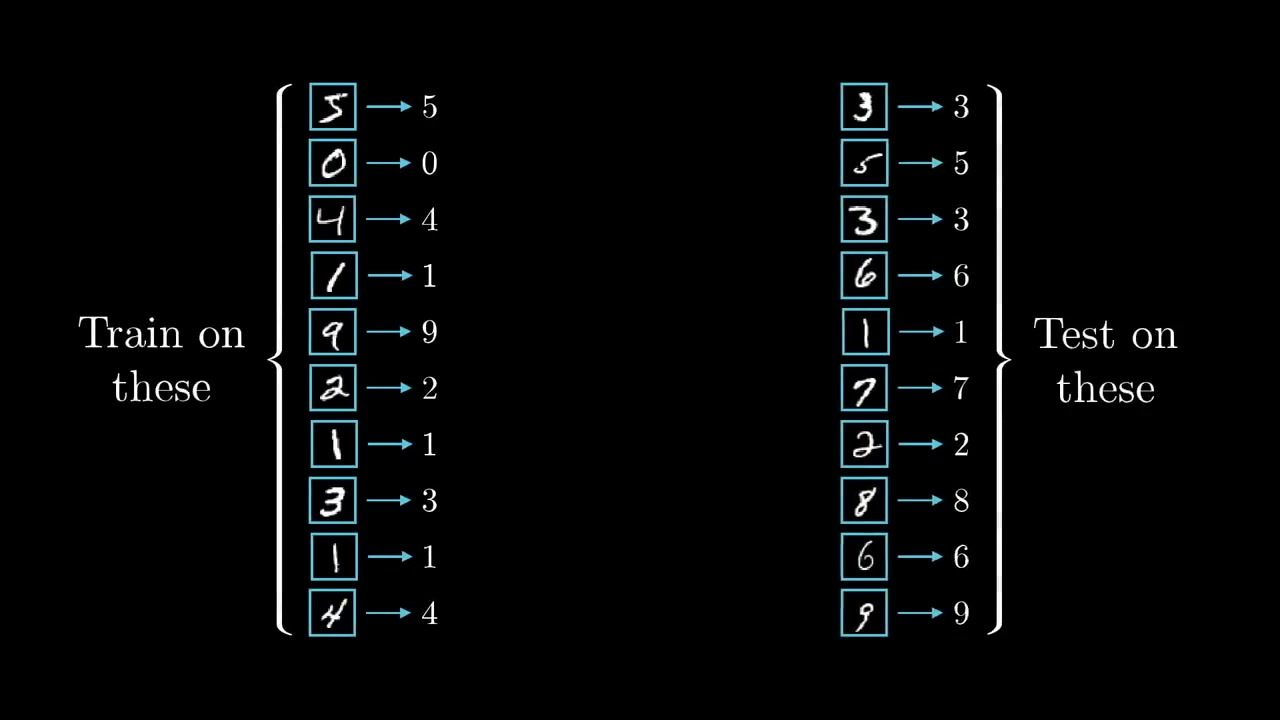 Train on
these
5 → 5
0 → 0
4 → 4
1 → 1
9 → 9
2 → 2
1 → 1
3 → 3
1 → 1
4 → 4
3 → 3
5 → 5
3 → 3
6 → 6
1 → 1
7 → 7
2 → 2
8 → 8
6 → 6
9 → 9
Test on
these